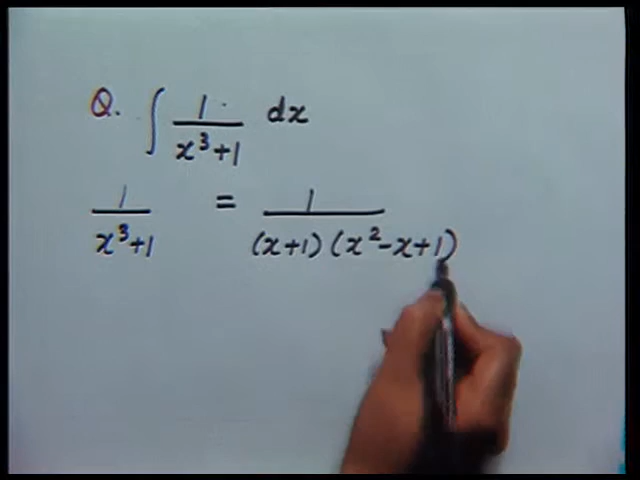 Q. ∫ 1/(x³+1) dx
1/(x³+1) = 1/((x+1)(x²-x+1))